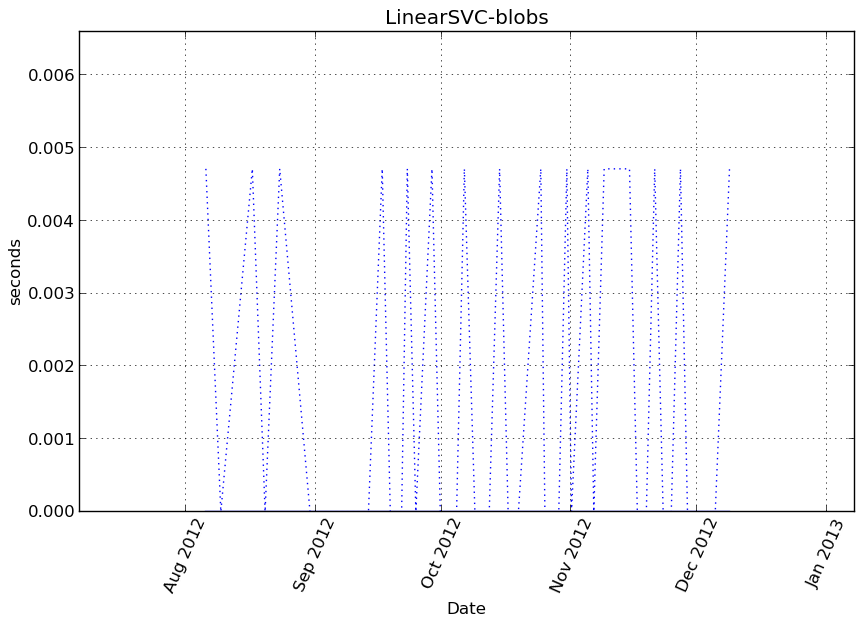 LinearSVC-blobs
0.006
0.005
0.004
0.003
0.002
0.001
0.000
seconds
Aug 2012
Sep 2012
Oct 2012
Nov 2012
Dec 2012
Jan 2013
Date